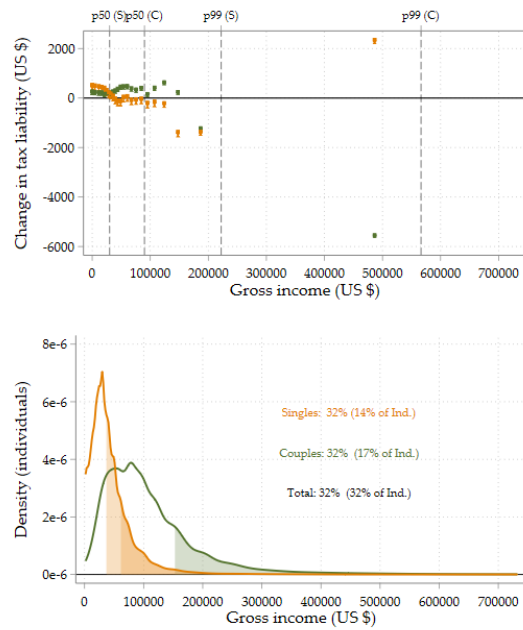 p50 (S)p50 (C) p99 (S) p99 (C)
Change in tax liability (US $)
2000
0
-2000
-4000
-6000
0 100000 200000 300000 400000 500000 600000 700000
Gross income (US $)
Density (individuals)
8e-6
6e-6
4e-6
2e-6
0e-6
Singles: 32% (14% of Ind.)
Couples: 32% (17% of Ind.)
Total: 32% (32% of Ind.)
0 100000 200000 300000 400000 500000 600000 700000
Gross income (US $)